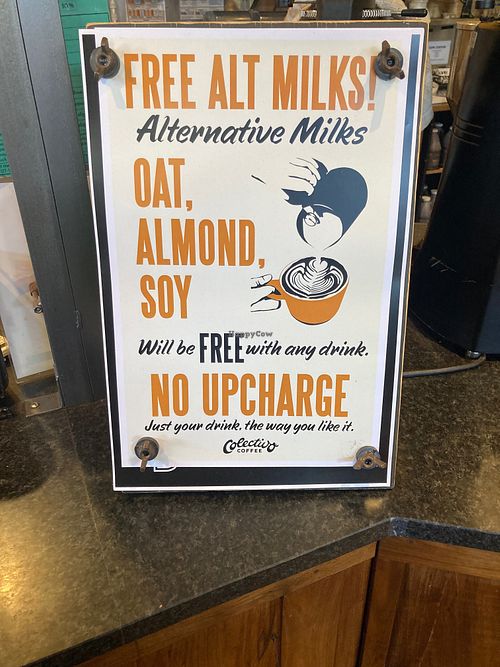 FREE ALT MILKS!
Alternative Milks
OAT,
ALMOND,
SOY
HappyCow
Will be FREE with any drink.
NO UPCHARGE
Just your drink, the way you like it.
Colectivo
COFFEE